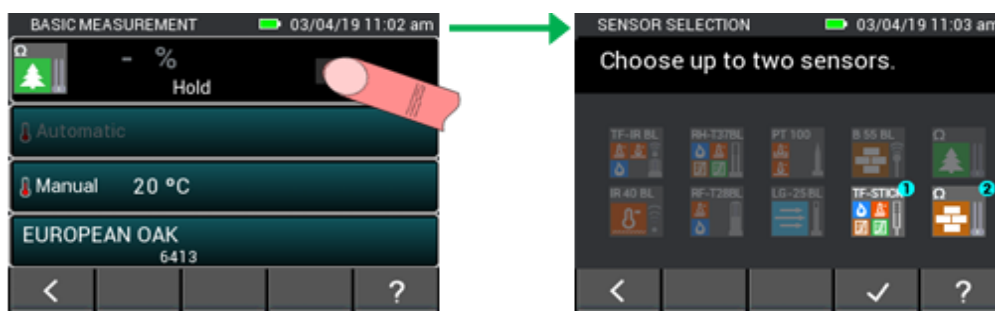 BASIC MEASUREMENT 03/04/19 11:02 am
Ω
- %
Hold
Automatic
Manual 20 ºC
EUROPEAN OAK
6413
< ?
SENSOR SELECTION 03/04/19 11:03 am
Choose up to two sensors.
TF-IR BL RH-T37BL PT 100 B 55 BL Ω
IR 40 BL RF-T28BL LG-25 BL TF-STICK 1 Ω 2
< ✓ ?